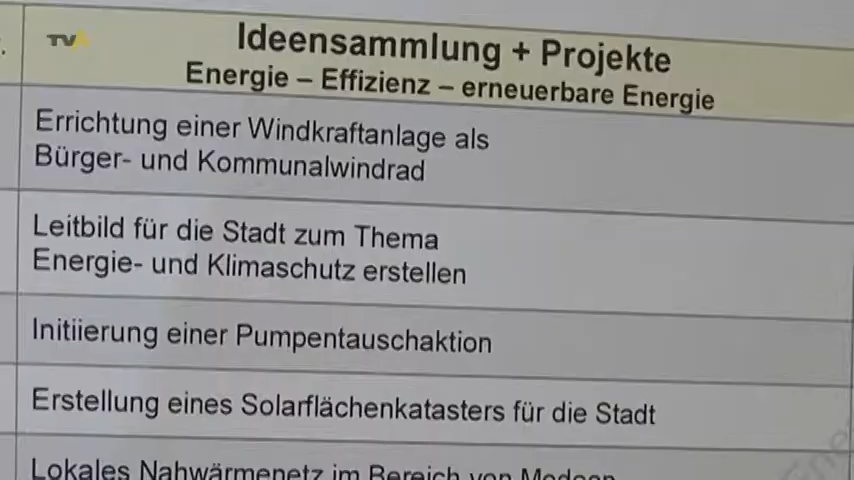 TVA
Ideensammlung + Projekte
Energie – Effizienz – erneuerbare Energie
Errichtung einer Windkraftanlage als
Bürger- und Kommunalwindrad
Leitbild für die Stadt zum Thema
Energie- und Klimaschutz erstellen
Initiierung einer Pumpentauschaktion
Erstellung eines Solarflächenkatasters für die Stadt
Lokales Nahwärmenetz im Bereich von